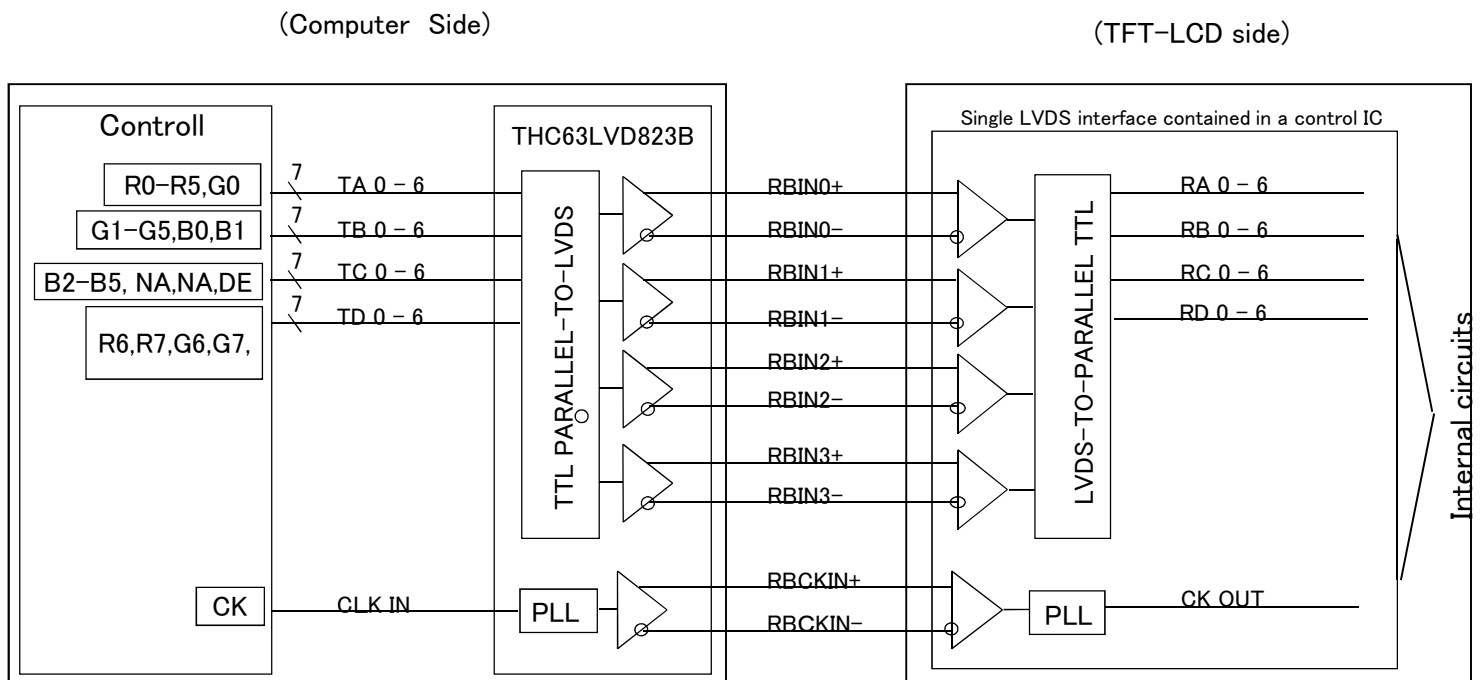 (Computer Side)
(TFT-LCD side)
Controll
THC63LVD823B
Single LVDS interface contained in a control IC
R0-R5,G0
7
TA 0 - 6
RBIN0+
RA 0 - 6
G1-G5,B0,B1
7
TB 0 - 6
RBIN0-
RB 0 - 6
B2-B5, NA,NA,DE
7
TC 0 - 6
RBIN1+
RC 0 - 6
R6,R7,G6,G7,
7
TD 0 - 6
RBIN1-
RD 0 - 6
TTL PARALLEL-TO-LVDS
RBIN2+
RBIN2-
RBIN3+
RBIN3-
LVDS-TO-PARALLEL TTL
Internal circuits
CK
CLK IN
PLL
RBCKIN+
RBCKIN-
PLL
CK OUT